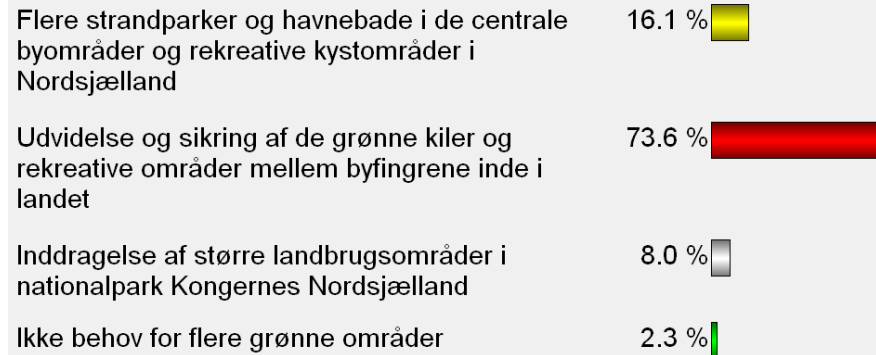 Flere strandparker og havnebade i de centrale 16.1 %
byområder og rekreative kystområder i
Nordsjælland
Udvidelse og sikring af de grønne kiler og 73.6 %
rekreative områder mellem byfingrene inde i
landet
Inddragelse af større landbrugsområder i 8.0 %
nationalpark Kongernes Nordsjælland
Ikke behov for flere grønne områder 2.3 %